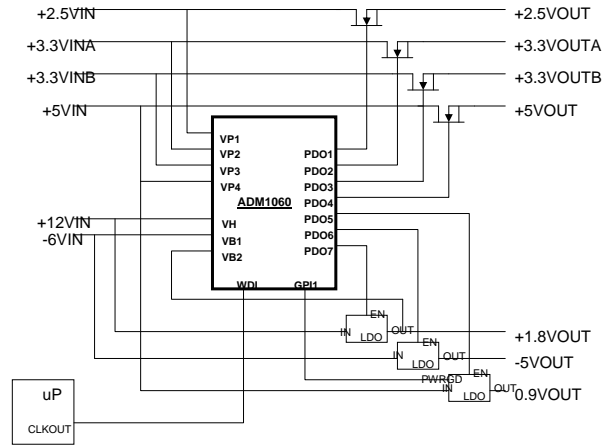 +2.5VIN
+2.5VOUT
+3.3VINA
+3.3VOUTA
+3.3VINB
+3.3VOUTB
+5VIN
+5VOUT
VP1
VP2
PDO1
VP3
PDO2
VP4
PDO3
ADM1060
PDO4
+12VIN
VH
PDO5
-6VIN
VB1
PDO6
VB2
PDO7
WDI
GPI1
EN
IN
OUT
+1.8VOUT
LDO
EN
IN
OUT
-5VOUT
LDO
EN
PWRGD
IN
OUT
0.9VOUT
LDO
uP
CLKOUT